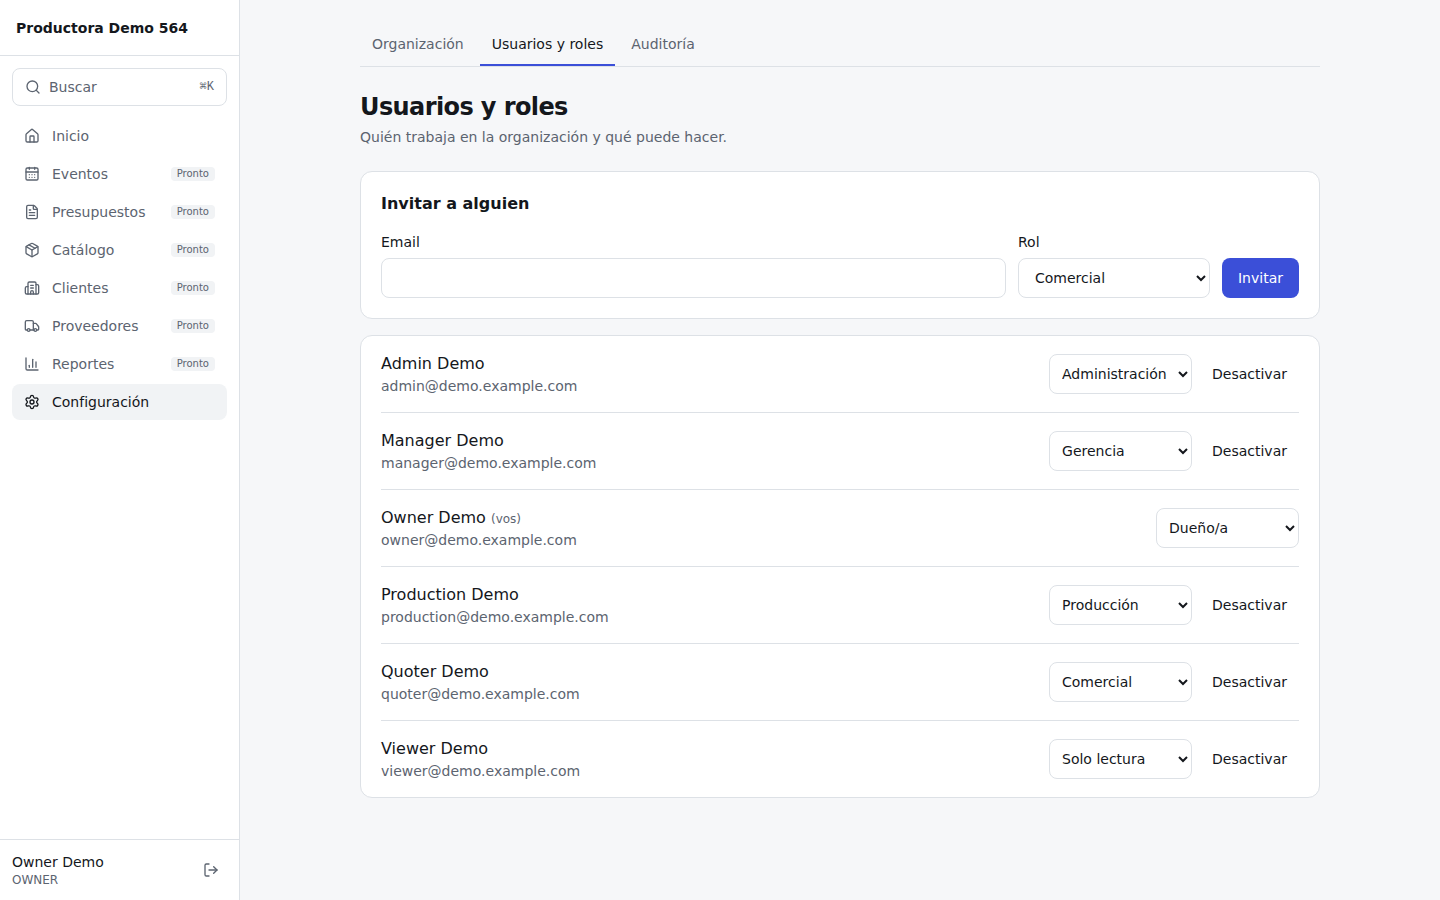 Productora Demo 564
Buscar ⌘K
Inicio
Eventos Pronto
Presupuestos Pronto
Catálogo Pronto
Clientes Pronto
Proveedores Pronto
Reportes Pronto
Configuración
Owner Demo
OWNER
Organización Usuarios y roles Auditoría
Usuarios y roles
Quién trabaja en la organización y qué puede hacer.
Invitar a alguien
Email Rol
Comercial Invitar
Admin Demo
admin@demo.example.com
Administración Desactivar
Manager Demo
manager@demo.example.com
Gerencia Desactivar
Owner Demo (vos)
owner@demo.example.com
Dueño/a
Production Demo
production@demo.example.com
Producción Desactivar
Quoter Demo
quoter@demo.example.com
Comercial Desactivar
Viewer Demo
viewer@demo.example.com
Solo lectura Desactivar